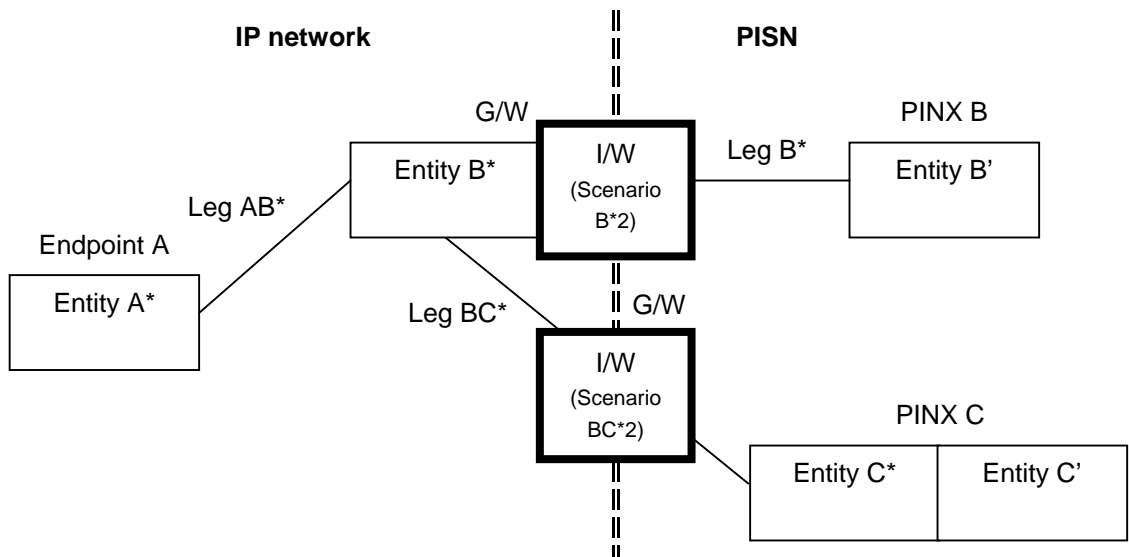 IP network
PISN
G/W
PINX B
I/W
(Scenario
B*2)
Entity B*
Leg B*
Entity B’
Leg AB*
Endpoint A
Entity A*
Leg BC*
G/W
I/W
(Scenario
BC*2)
PINX C
Entity C*
Entity C’